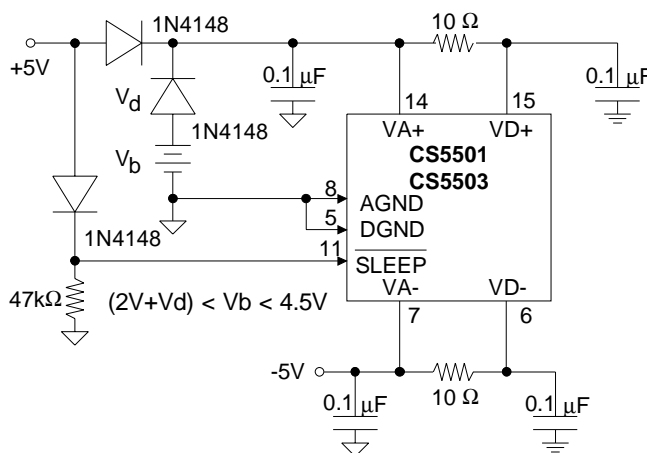 1N4148
10 Ω
+5V
0.1 μF
14
15
0.1 μF
Vd
1N4148
VA+
VD+
CS5501
CS5503
Vb
8
AGND
5
DGND
11
SLEEP
1N4148
47kΩ
(2V+Vd) < Vb < 4.5V
VA-
VD-
7
6
-5V
0.1 μF
10 Ω
0.1 μF